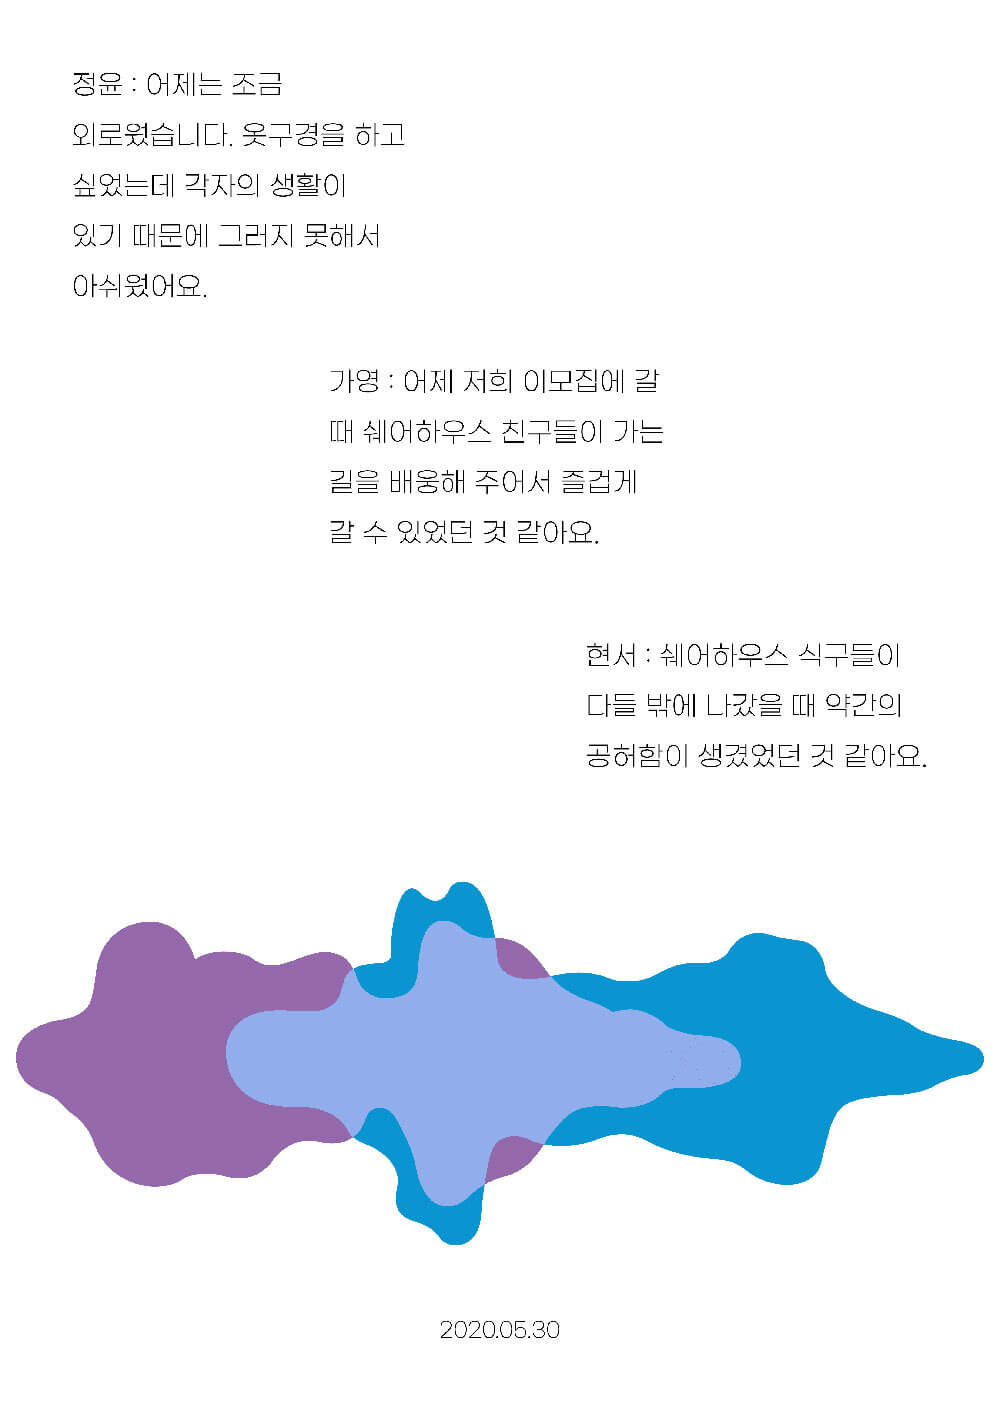 정윤 : 어제는 조금
외로웠습니다. 옷구경을 하고
싶었는데 각자의 생활이
있기 때문에 그러지 못해서
아쉬웠어요.
가영 : 어제 저희 이모집에 갈
때 쉐어하우스 친구들이 가는
길을 배웅해 주어서 즐겁게
갈 수 있었던 것 같아요.
현서 : 쉐어하우스 식구들이
다들 밖에 나갔을 때 약간의
공허함이 생겼었던 것 같아요.
2020.05.30